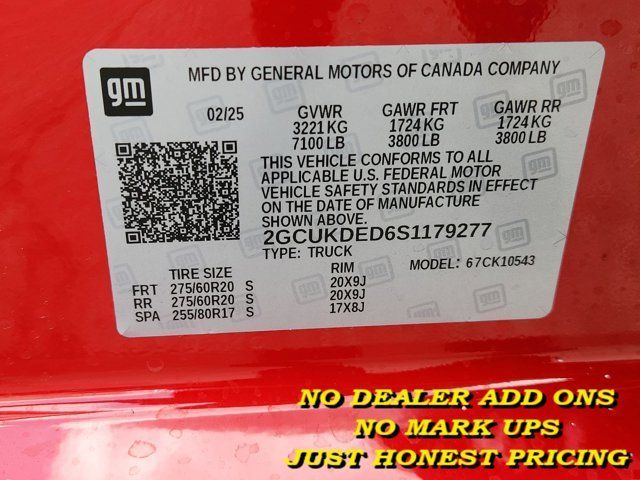 gm
MFD BY GENERAL MOTORS OF CANADA COMPANY
02/25 GVWR GAWR FRT GAWR RR
3221 KG 1724 KG 1724 KG
7100 LB 3800 LB 3800 LB
THIS VEHICLE CONFORMS TO ALL
APPLICABLE U.S. FEDERAL MOTOR
VEHICLE SAFETY STANDARDS IN EFFECT
ON THE DATE OF MANUFACTURE
SHOWN ABOVE.
2GCUKDED6S1179277
TYPE: TRUCK MODEL: 67CK10543
TIRE SIZE RIM
FRT 275/60R20 S 20X9J
RR 275/60R20 S 20X9J
SPA 255/80R17 S 17X8J
NO DEALER ADD ONS
NO MARK UPS
JUST HONEST PRICING